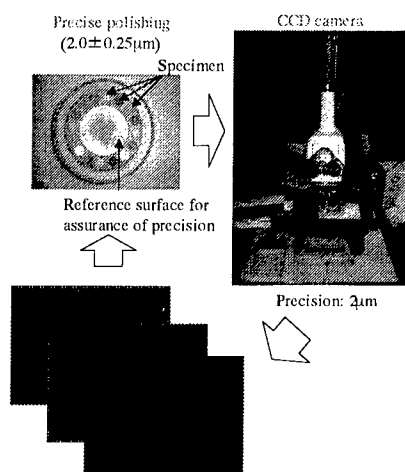 Precise polishing
(2.0±0.25μm)
CCD camera
Specimen
Reference surface for
assurance of precision
Precision: 2μm